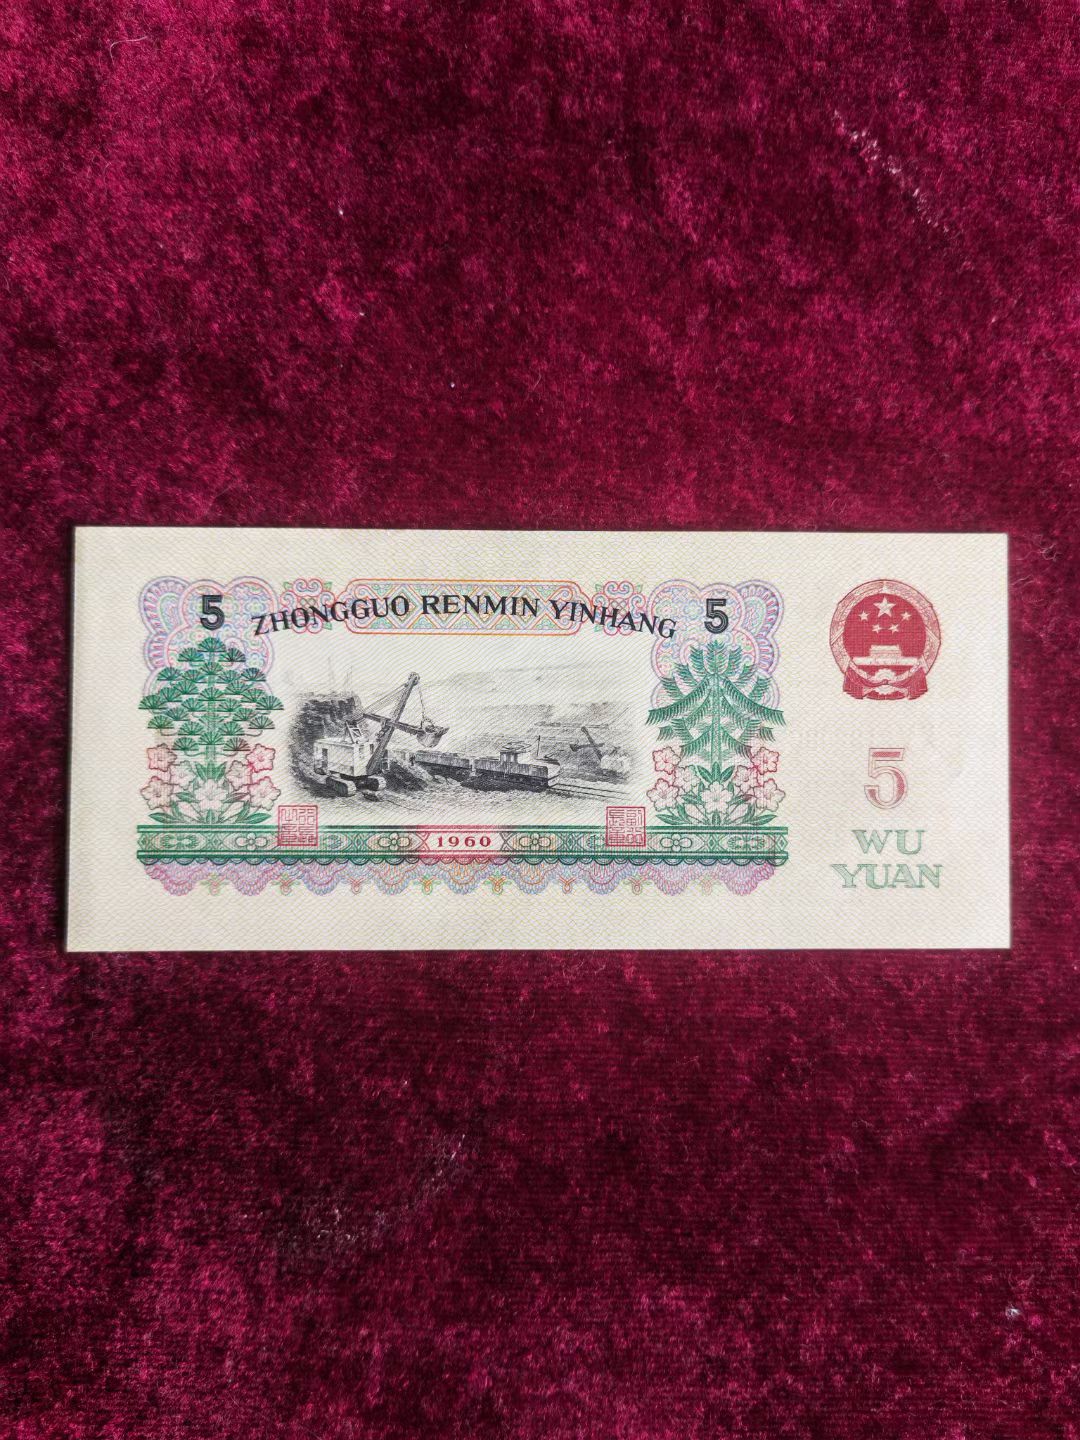 5 ZHONGGUO RENMIN YINHANG 5
5
WU
YUAN
1960